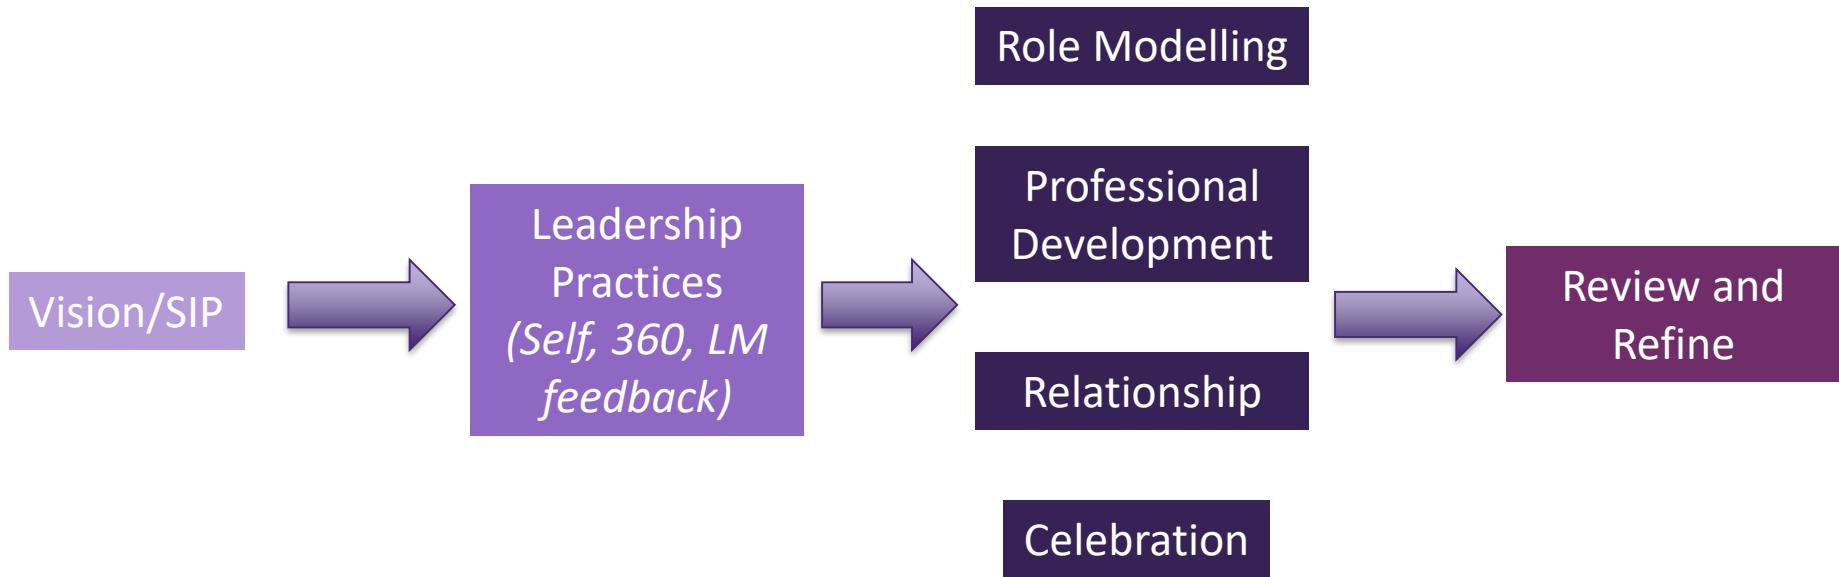 Vision/SIP
Leadership
Practices
(Self, 360, LM
feedback)
Role Modelling
Professional
Development
Relationship
Celebration
Review and
Refine